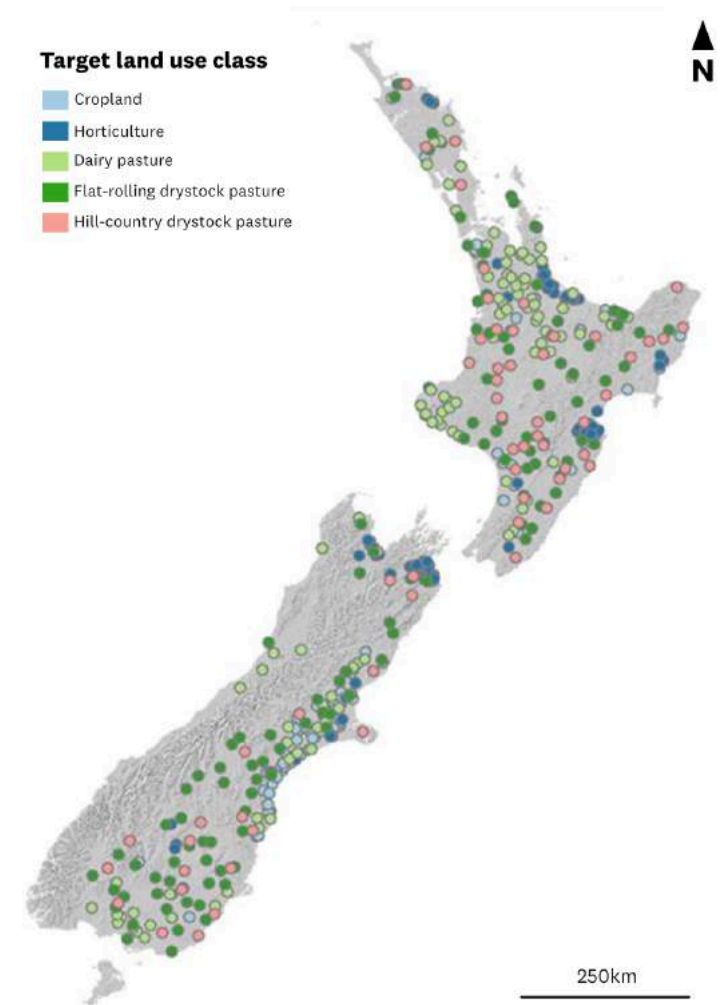 N
Target land use class
Cropland
Horticulture
Dairy pasture
Flat-rolling drystock pasture
Hill-country drystock pasture
250km